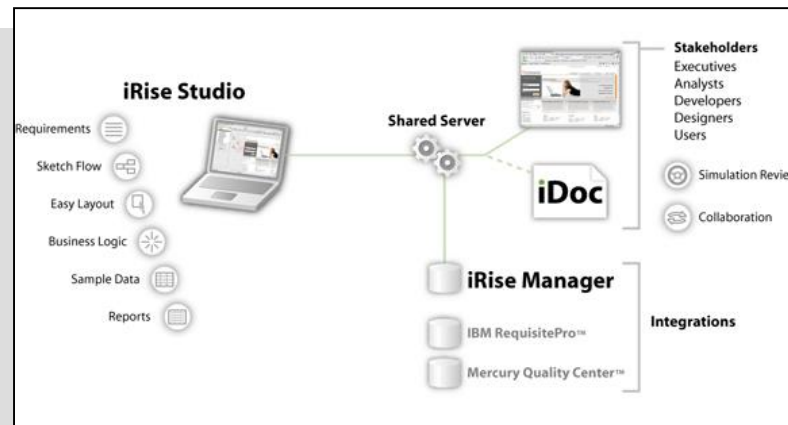 iRise Studio
Requirements
Sketch Flow
Easy Layout
Business Logic
Sample Data
Reports
Shared Server
iDoc
Stakeholders
Executives
Analysts
Developers
Designers
Users
Simulation Revie
Collaboration
iRise Manager
IBM RequisitePro™
Mercury Quality Center™
Integrations